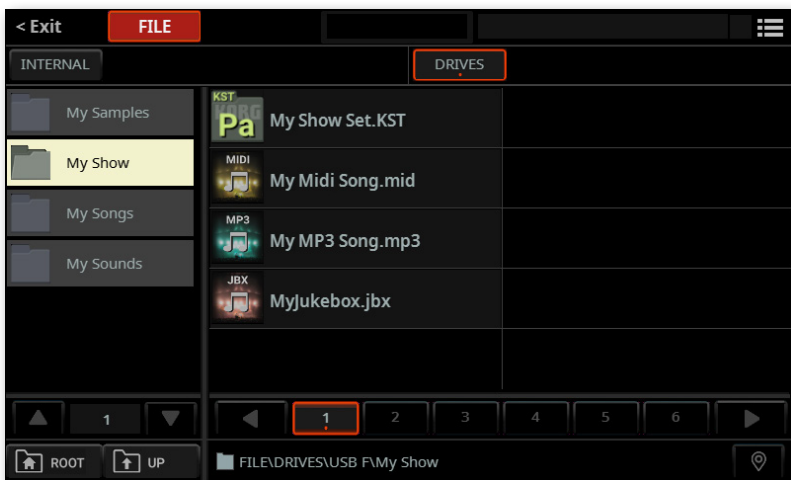 < Exit
FILE
INTERNAL
DRIVES
My Samples
My Show
My Songs
My Sounds
KST
KORG
Pa
My Show Set.KST
MIDI
My Midi Song.mid
MP3
My MP3 Song.mp3
JBX
MyJukebox.jbx
1
1 2 3 4 5 6
ROOT
UP
FILE\DRIVES\USB F\My Show